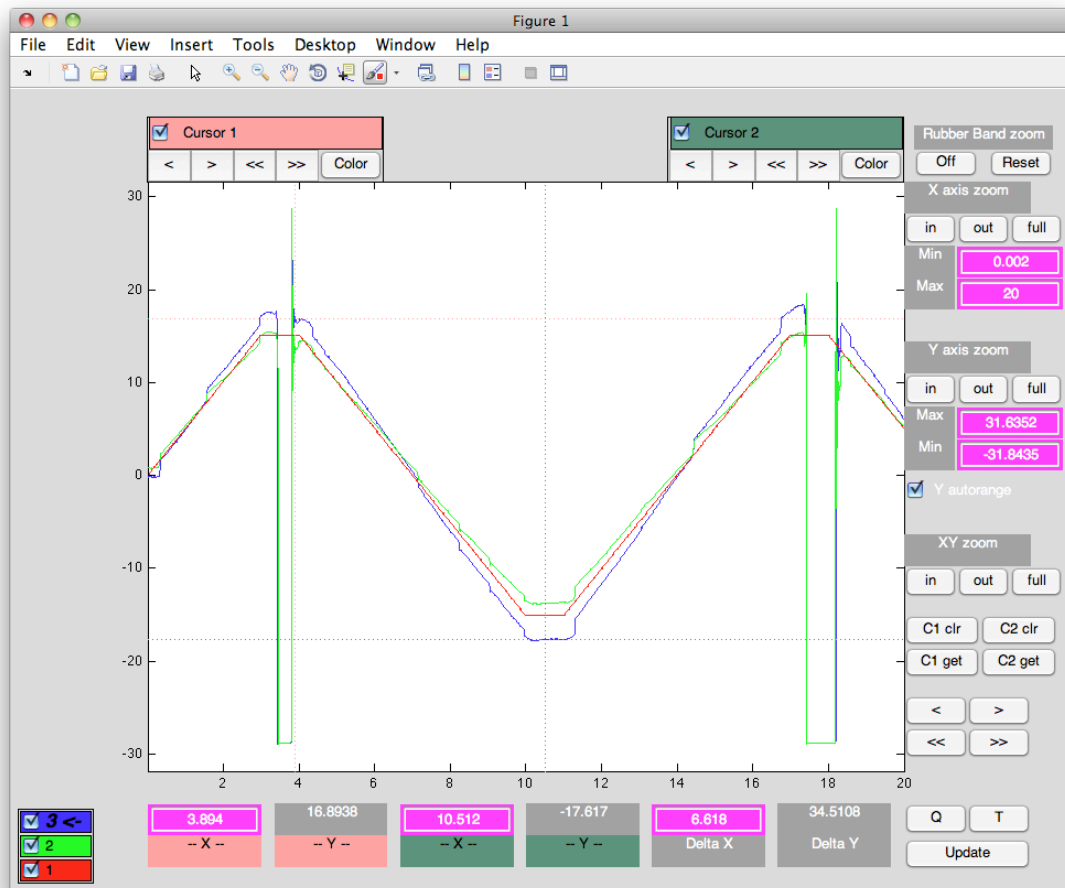 Figure 1
File Edit View Insert Tools Desktop Window Help
Cursor 1
< > << >> Color
Cursor 2
< > << >> Color
Rubber Band zoom
Off Reset
X axis zoom
in out full
Min 0.002
Max 20
Y axis zoom
in out full
Max 31.6352
Min -31.8435
Y autorange
XY zoom
in out full
C1 clr C2 clr
C1 get C2 get
< >
<< >>
30
20
10
0
-10
-20
-30
2 4 6 8 10 12 14 16 18 20
3 <-
2
1
3.894 16.8938 10.512 -17.617 6.618 34.5108
-- X -- -- Y -- -- X -- -- Y -- Delta X Delta Y
Q T
Update